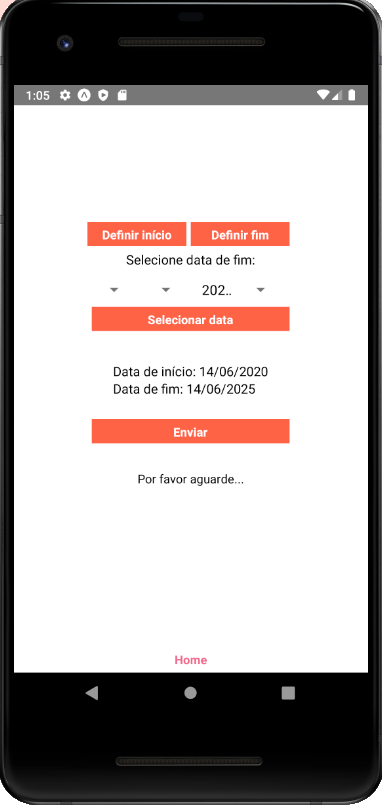 1:05
Definir início Definir fim
Selecione data de fim:
202..
Selecionar data
Data de início: 14/06/2020
Data de fim: 14/06/2025
Enviar
Por favor aguarde...
Home